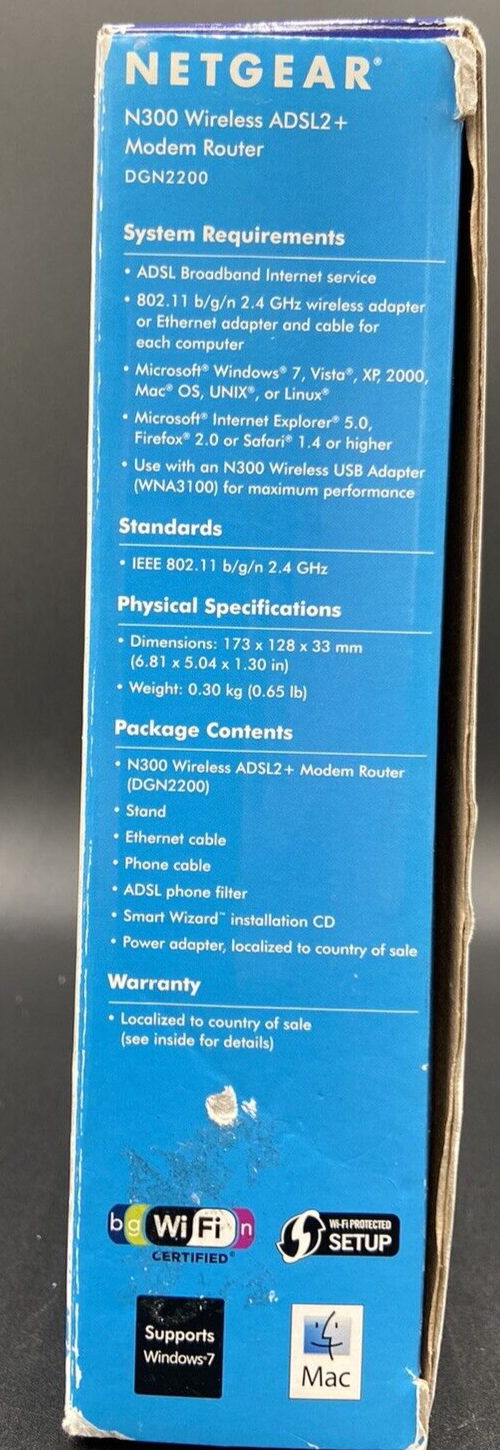 NETGEAR®
N300 Wireless ADSL2+
Modem Router
DGN2200
System Requirements
• ADSL Broadband Internet service
• 802.11 b/g/n 2.4 GHz wireless adapter
or Ethernet adapter and cable for
each computer
• Microsoft® Windows® 7, Vista®, XP, 2000,
Mac® OS, UNIX®, or Linux®
• Microsoft® Internet Explorer® 5.0,
Firefox® 2.0 or Safari® 1.4 or higher
• Use with an N300 Wireless USB Adapter
(WNA3100) for maximum performance
Standards
• IEEE 802.11 b/g/n 2.4 GHz
Physical Specifications
• Dimensions: 173 x 128 x 33 mm
(6.81 x 5.04 x 1.30 in)
• Weight: 0.30 kg (0.65 lb)
Package Contents
• N300 Wireless ADSL2+ Modem Router
(DGN2200)
• Stand
• Ethernet cable
• Phone cable
• ADSL phone filter
• Smart Wizard™ installation CD
• Power adapter, localized to country of sale
Warranty
• Localized to country of sale
(see inside for details)
b g Wi Fi n
CERTIFIED®
Wi-Fi PROTECTED
SETUP
Supports
Windows®7
Mac